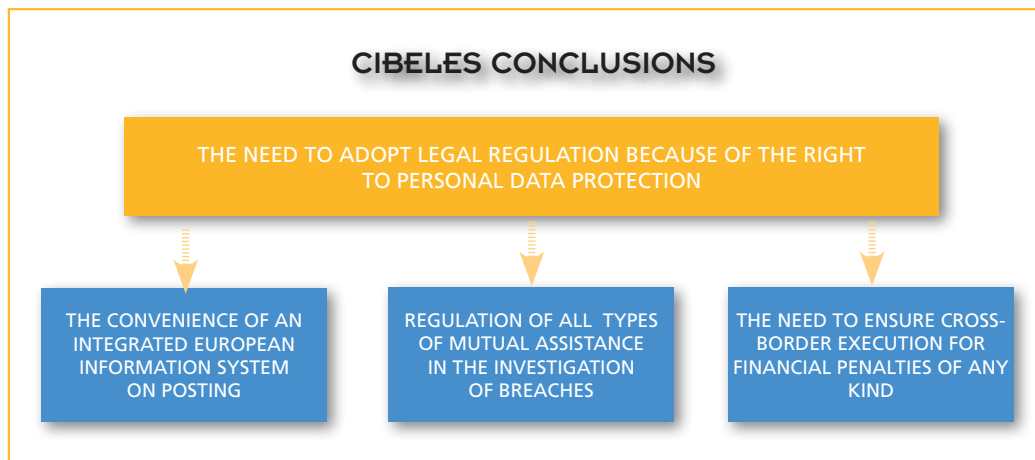 CIBELES CONCLUSIONS
THE NEED TO ADOPT LEGAL REGULATION BECAUSE OF THE RIGHT
TO PERSONAL DATA PROTECTION
THE CONVENIENCE OF AN
INTEGRATED EUROPEAN
INFORMATION SYSTEM
ON POSTING
REGULATION OF ALL TYPES
OF MUTUAL ASSISTANCE
IN THE INVESTIGATION
OF BREACHES
THE NEED TO ENSURE CROSS-
BORDER EXECUTION FOR
FINANCIAL PENALTIES OF ANY
KIND